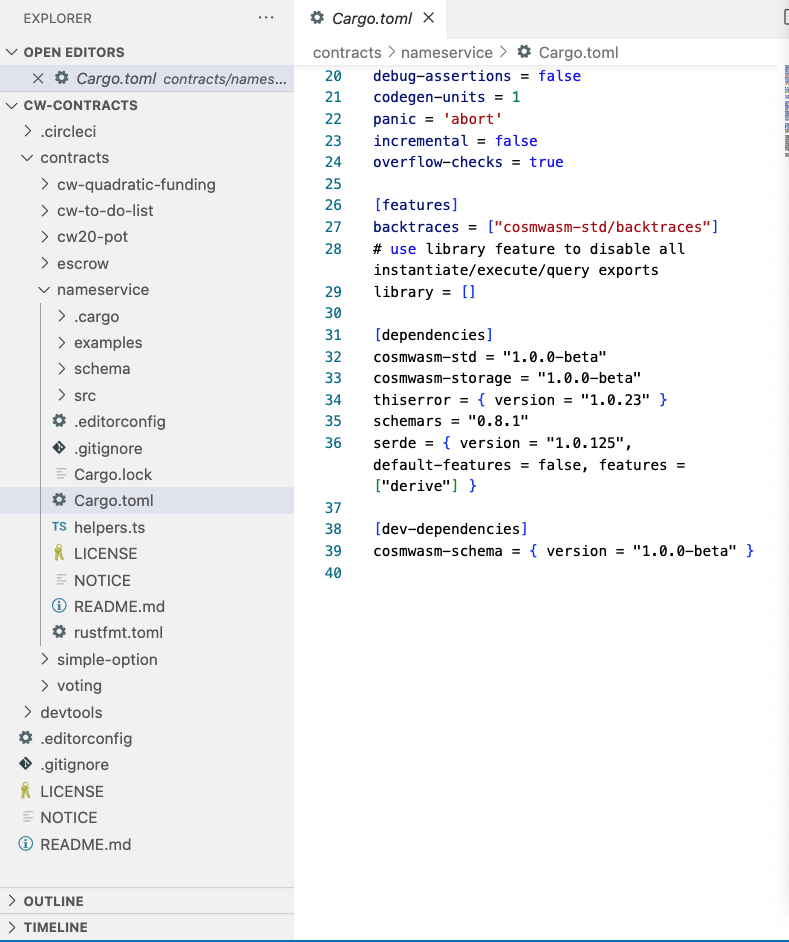 EXPLORER
···
OPEN EDITORS
Cargo.toml contracts/names...
CW-CONTRACTS
.circleci
contracts
cw-quadratic-funding
cw-to-do-list
cw20-pot
escrow
nameservice
.cargo
examples
schema
src
.editorconfig
.gitignore
Cargo.lock
Cargo.toml
TS helpers.ts
LICENSE
NOTICE
README.md
rustfmt.toml
simple-option
voting
devtools
.editorconfig
.gitignore
LICENSE
NOTICE
README.md
OUTLINE
TIMELINE
Cargo.toml
contracts > nameservice > Cargo.toml
20 debug-assertions = false
21 codegen-units = 1
22 panic = 'abort'
23 incremental = false
24 overflow-checks = true
25
26 [features]
27 backtraces = ["cosmwasm-std/backtraces"]
28 # use library feature to disable all
instantiate/execute/query exports
29 library = []
30
31 [dependencies]
32 cosmwasm-std = "1.0.0-beta"
33 cosmwasm-storage = "1.0.0-beta"
34 thiserror = { version = "1.0.23" }
35 schemars = "0.8.1"
36 serde = { version = "1.0.125",
default-features = false, features =
["derive"] }
37
38 [dev-dependencies]
39 cosmwasm-schema = { version = "1.0.0-beta" }
40